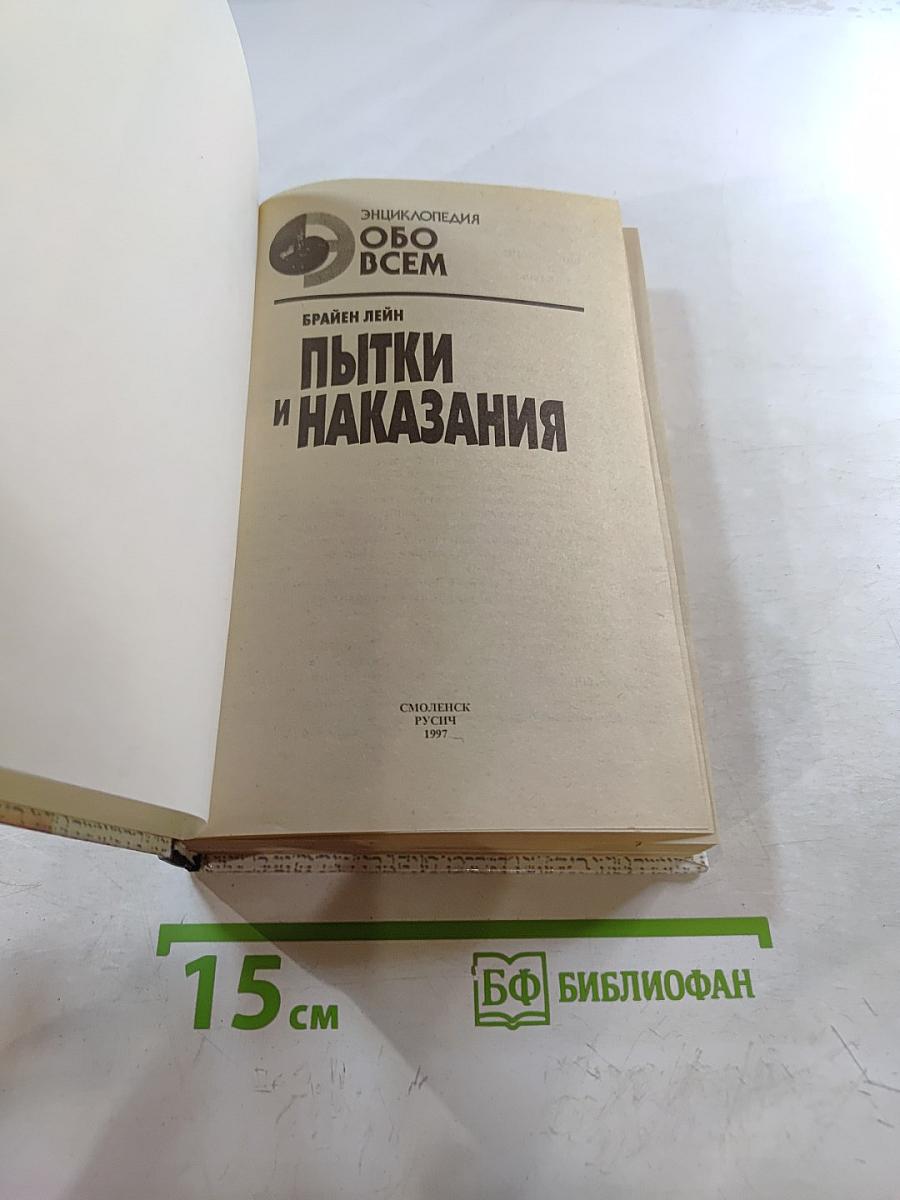 ЭНЦИКЛОПЕДИЯ
ОБО
ВСЕМ
БРАЙЕН ЛЕЙН
ПЫТКИ
И НАКАЗАНИЯ
СМОЛЕНСК
РУСИЧ
1997
15 см
БФ БИБЛИОФАН